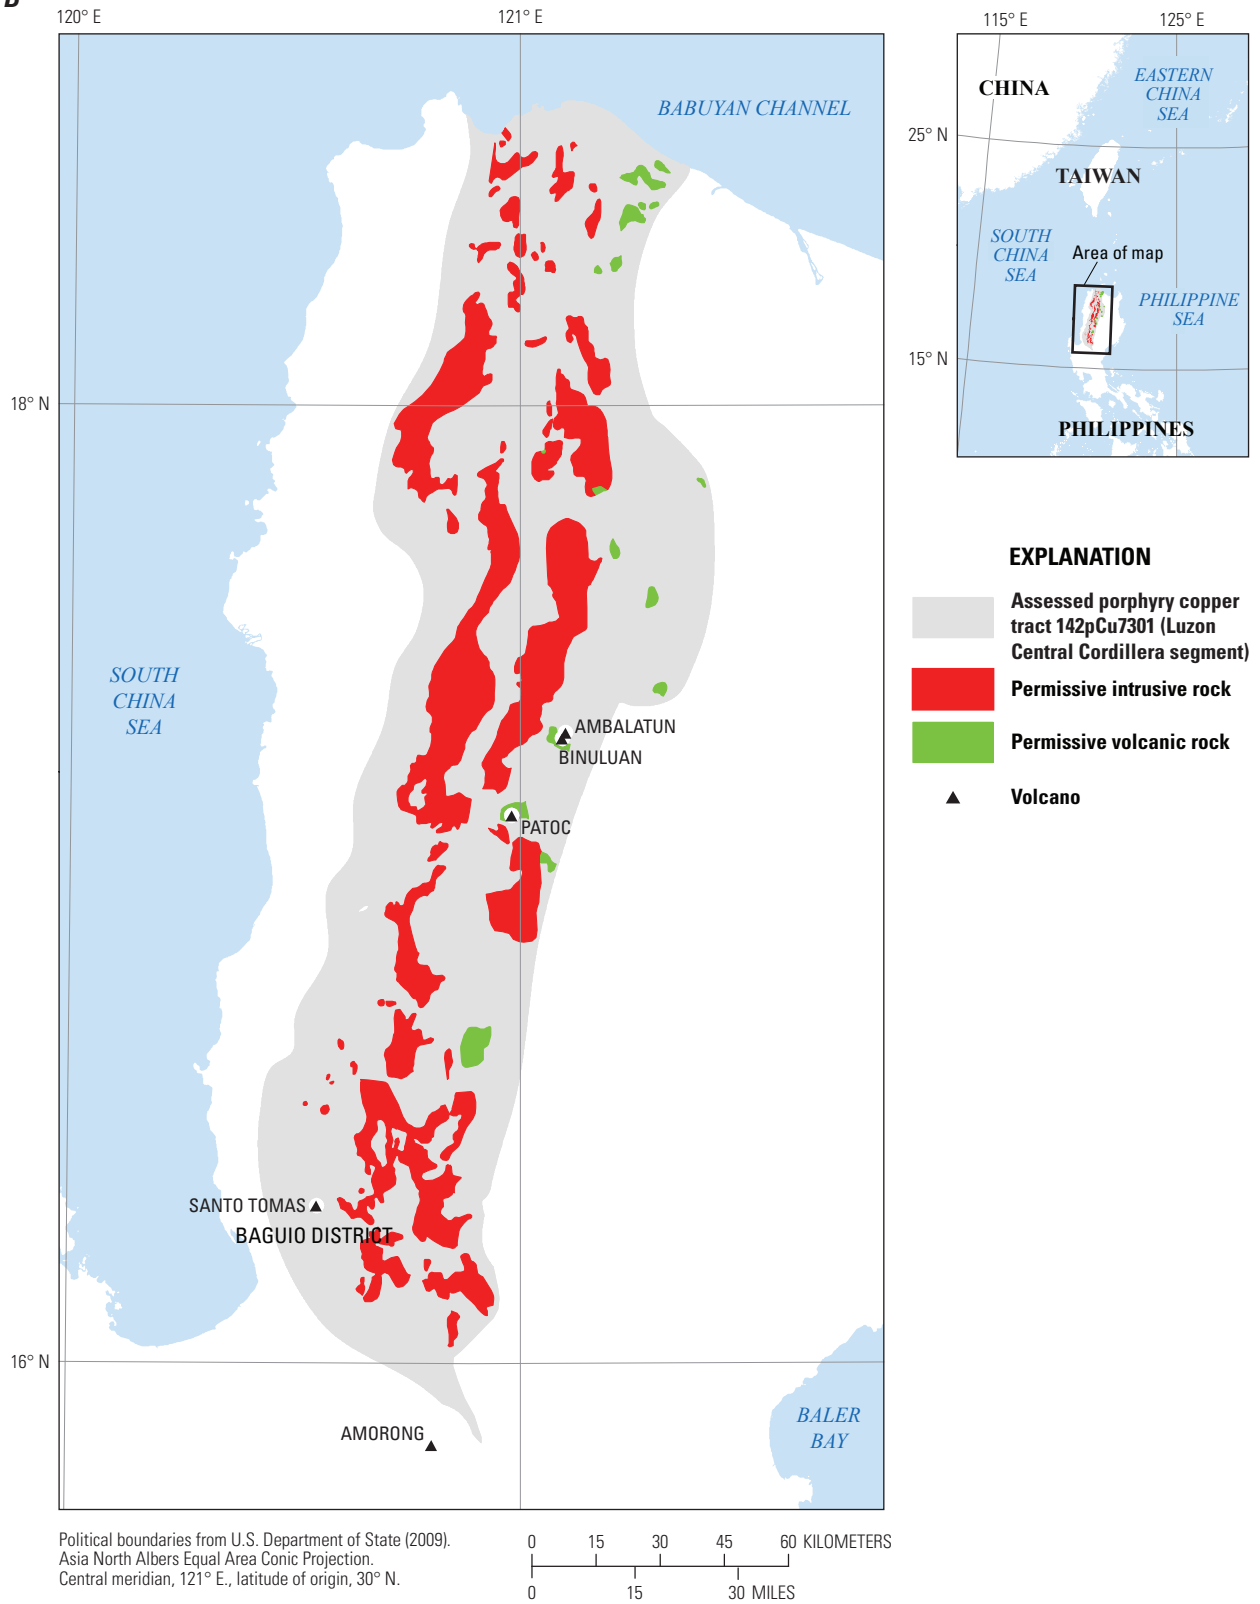 B
120° E
121° E
BABUYAN CHANNEL
18° N
SOUTH
CHINA
SEA
AMBALATUN
BINULUAN
PATOC
SANTO TOMAS
BAGUIO DISTRICT
16° N
AMORONG
BALER
BAY
115° E
125° E
CHINA
EASTERN
CHINA
SEA
25° N
TAIWAN
SOUTH
CHINA
SEA
Area of map
PHILIPPINE
SEA
15° N
PHILIPPINES
EXPLANATION
Assessed porphyry copper
tract 142pCu7301 (Luzon
Central Cordillera segment)
Permissive intrusive rock
Permissive volcanic rock
Volcano
Political boundaries from U.S. Department of State (2009).
Asia North Albers Equal Area Conic Projection.
Central meridian, 121° E., latitude of origin, 30° N.
0 15 30 45 60 KILOMETERS
0 15 30 MILES